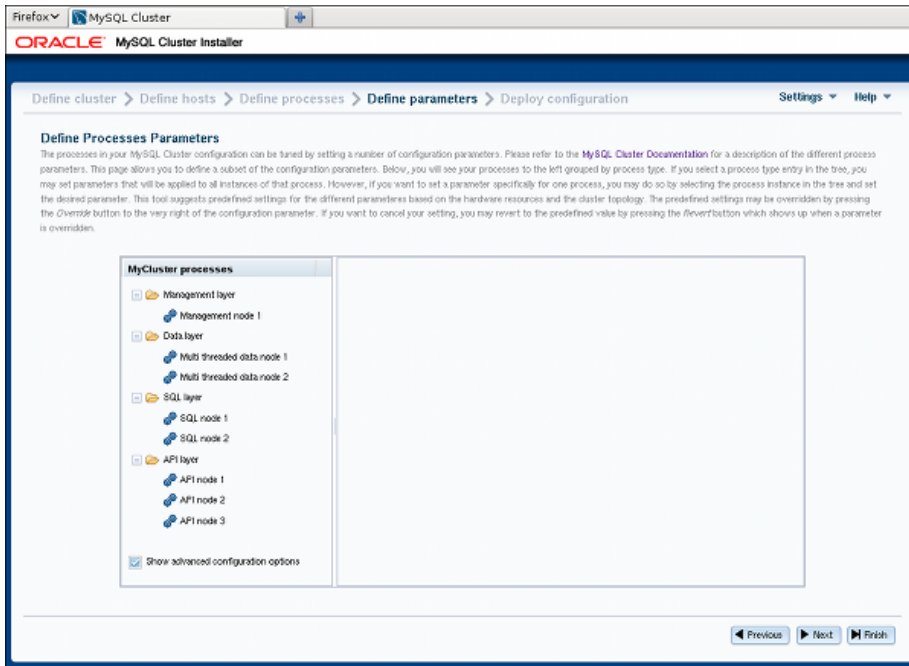 Firefox MySQL Cluster
ORACLE MySQL Cluster Installer
Define cluster Define hosts Define processes Define parameters Deploy configuration Settings Help
Define Processes Parameters
The processes in your MySQL Cluster configuration can be tuned by setting a number of configuration parameters. Please refer to the MySQL Cluster Documentation for a description of the different process
parameters. This page allows you to define a subset of the configuration parameters. Below, you will see your processes to the left grouped by process type. If you select a process type entry in the tree, you
may set parameters that will be applied to all instances of that process. However, if you want to set a parameter specifically for one process, you may do so by selecting the process instance in the tree and set
the desired parameter. This tool suggests predefined settings for the different parameteres based on the hardware resources and the cluster topology. The predefined settings may be overridden by pressing
the Override button to the very right of the configuration parameter. If you want to cancel your setting, you may revert to the predefined value by pressing the Revert button which shows up when a parameter
is overridden.
MyCluster processes
Management layer
Management node 1
Data layer
Multi threaded data node 1
Multi threaded data node 2
SQL layer
SQL node 1
SQL node 2
API layer
API node 1
API node 2
API node 3
Show advanced configuration options
Previous Next Finish